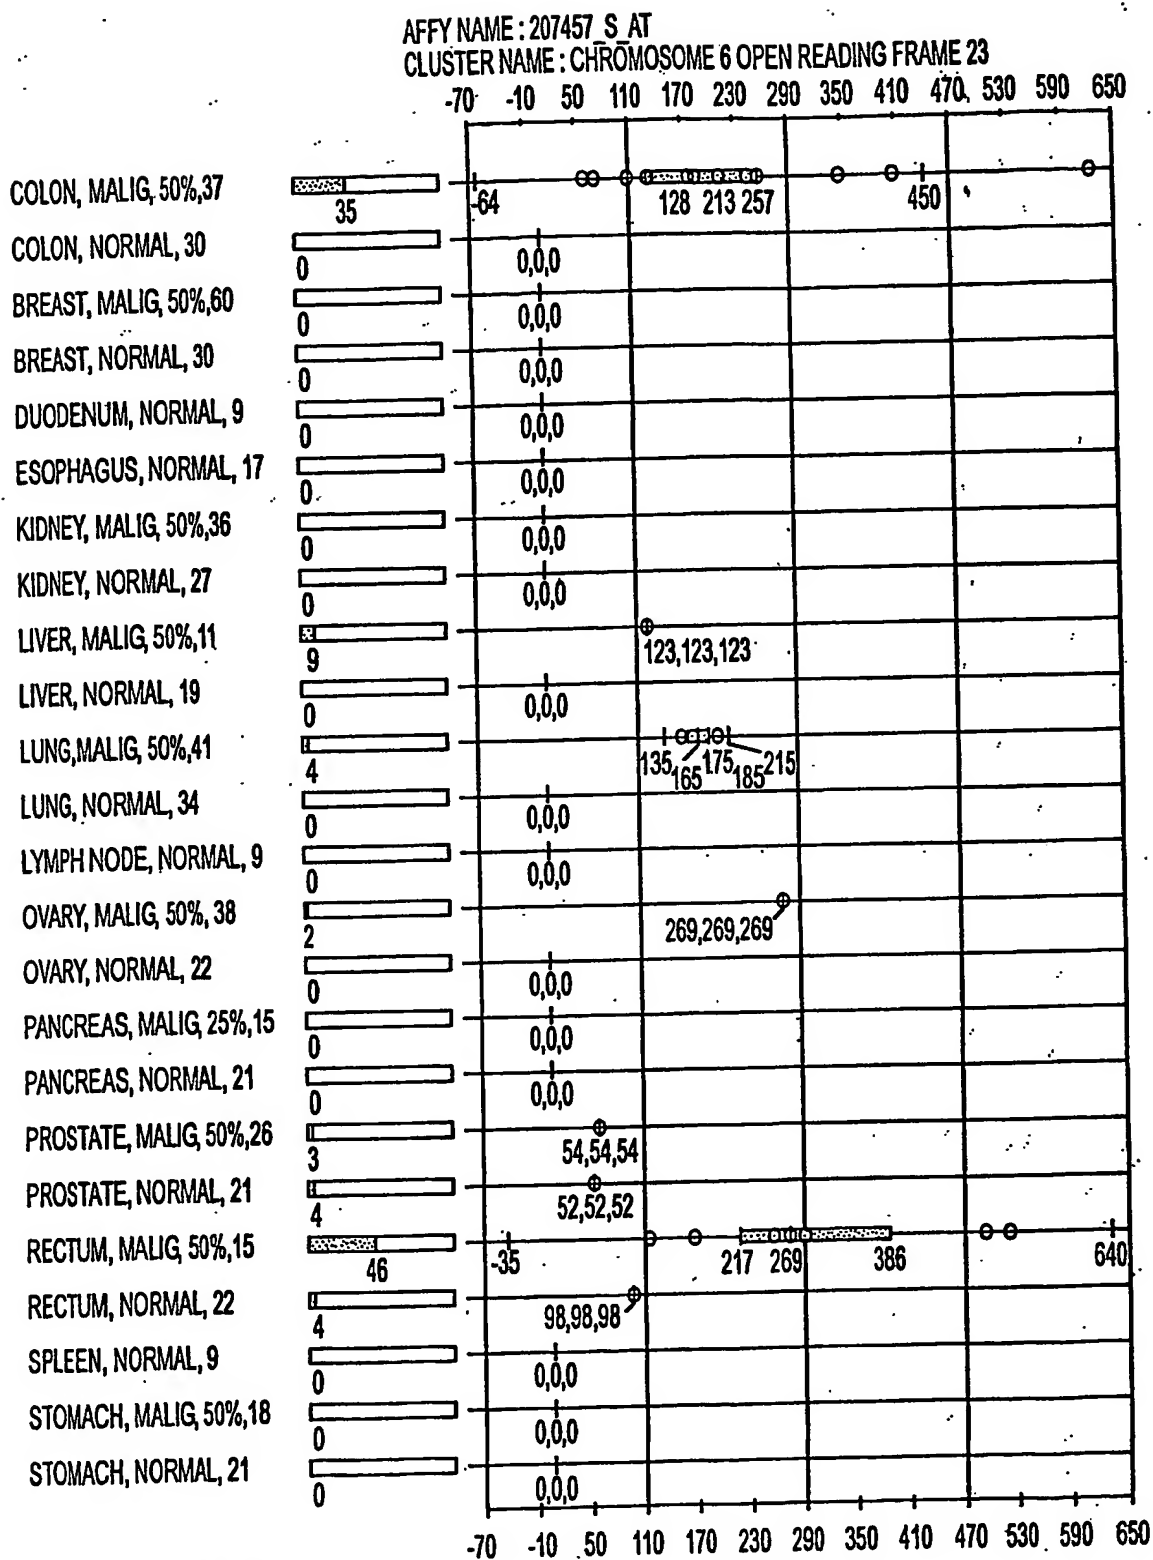 AFFY NAME : 207457_S_AT
CLUSTER NAME : CHROMOSOME 6 OPEN READING FRAME 23
-70 -10 50 110 170 230 290 350 410 470 530 590 650
COLON, MALIG, 50%,37
35 -64 128 213 257 450
COLON, NORMAL, 30
0 0,0,0
BREAST, MALIG, 50%,60
0 0,0,0
BREAST, NORMAL, 30
0 0,0,0
DUODENUM, NORMAL, 9
0 0,0,0
ESOPHAGUS, NORMAL, 17
0 0,0,0
KIDNEY, MALIG, 50%,36
0 0,0,0
KIDNEY, NORMAL, 27
0 0,0,0
LIVER, MALIG, 50%,11
9 123,123,123
LIVER, NORMAL, 19
0 0,0,0
LUNG,MALIG, 50%,41
4 135 165 175 185 215
LUNG, NORMAL, 34
0 0,0,0
LYMPH NODE, NORMAL, 9
0 0,0,0
OVARY, MALIG, 50%, 38
2 269,269,269
OVARY, NORMAL, 22
0 0,0,0
PANCREAS, MALIG, 25%,15
0 0,0,0
PANCREAS, NORMAL, 21
0 0,0,0
PROSTATE, MALIG, 50%,26
3 54,54,54
PROSTATE, NORMAL, 21
4 52,52,52
RECTUM, MALIG, 50%,15
46 -35 217 269 386 640
RECTUM, NORMAL, 22
4 98,98,98
SPLEEN, NORMAL, 9
0 0,0,0
STOMACH, MALIG, 50%,18
0 0,0,0
STOMACH, NORMAL, 21
0 0,0,0
-70 -10 50 110 170 230 290 350 410 470 530 590 650